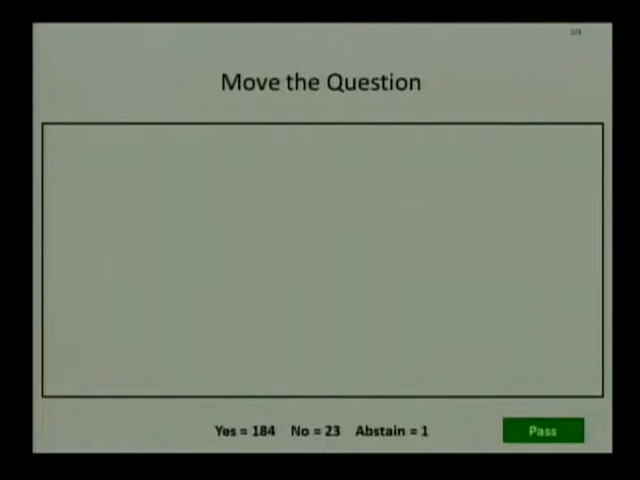 Move the Question
Yes = 184 No = 23 Abstain = 1
Pass